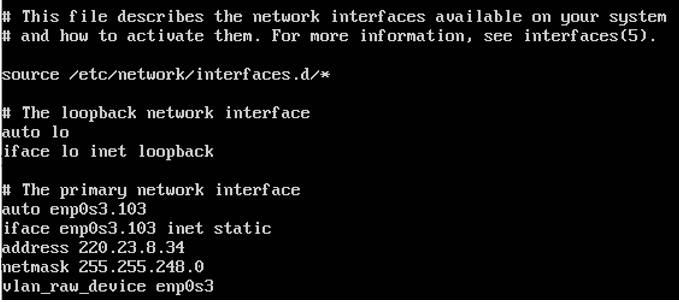 # This file describes the network interfaces available on your system
# and how to activate them. For more information, see interfaces(5).
source /etc/network/interfaces.d/*
# The loopback network interface
auto lo
iface lo inet loopback
# The primary network interface
auto enp0s3.103
iface enp0s3.103 inet static
address 220.23.8.34
netmask 255.255.248.0
vlan_raw_device enp0s3